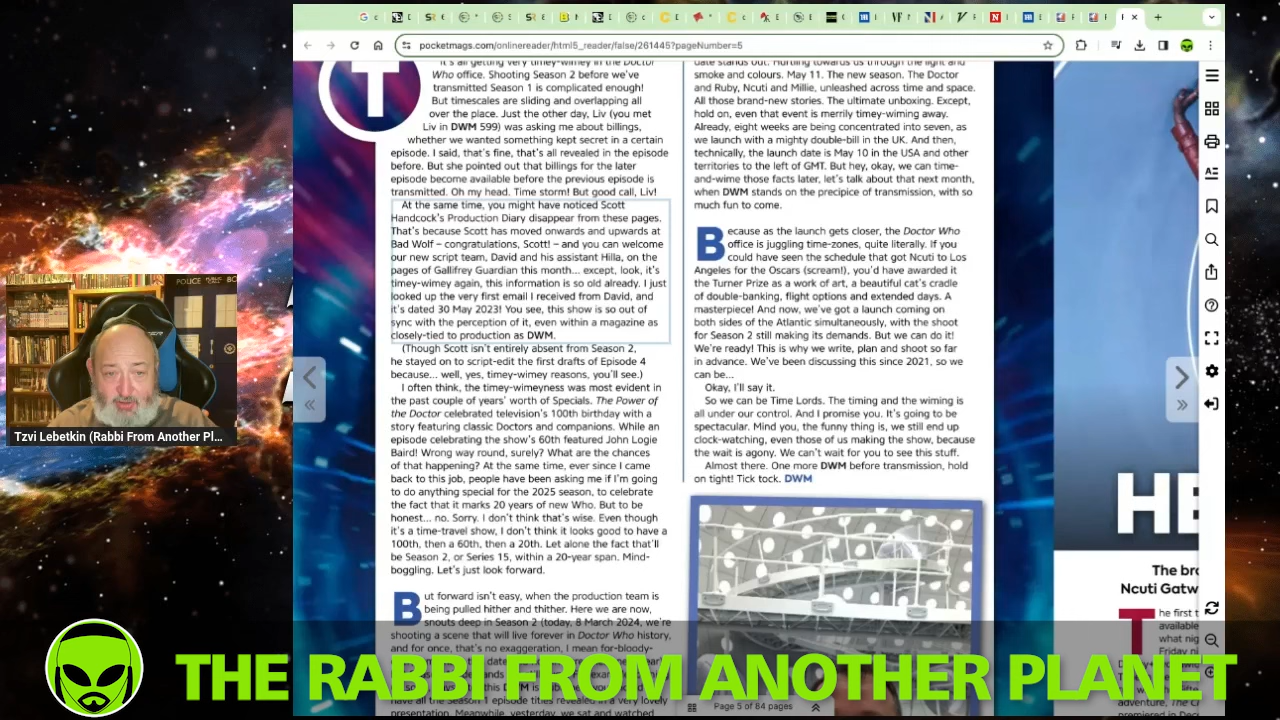 pocketmags.com/onlinereader/html5_reader/false/261445?pageNumber=5
T
it's all getting very timey-wimey in the Doctor
Who office. Shooting Season 2 before we've
transmitted Season 1 is complicated enough!
But timescales are sliding and overlapping all
over the place. Just the other day, Liv (you met
Liv in DWM 599) was asking me about billings,
whether we wanted something kept secret in a certain
episode. I said, that's fine, that's all revealed in the episode
before. But she pointed out that billings for the later
episode become available before the previous episode is
transmitted. Oh my head. Time storm! But good call, Liv!
At the same time, you might have noticed Scott
Handcock's Production Diary disappear from these pages.
That's because Scott has moved onwards and upwards at
Bad Wolf – congratulations, Scott! – and you can welcome
our new script team, David and his assistant Hilla, on the
pages of Gallifrey Guardian this month... except, look, it's
timey-wimey again, this information is so old already. I just
looked up the very first email I received from David, and
it's dated 30 May 2023! You see, this show is so out of
sync with the perception of it, even within a magazine as
closely-tied to production as DWM.
(Though Scott isn't entirely absent from Season 2,
he stayed on to script-edit the first drafts of Episode 4
because... well, yes, timey-wimey reasons, you'll see.)
I often think, the timey-wimeyness was most evident in
the past couple of years' worth of Specials. The Power of
the Doctor celebrated television's 100th birthday with a
story featuring classic Doctors and companions. While an
episode celebrating the show's 60th featured John Logie
Baird! Wrong way round, surely? What are the chances
of that happening? At the same time, ever since I came
back to this job, people have been asking me if I'm going
to do anything special for the 2025 season, to celebrate
the fact that it marks 20 years of new Who. But to be
honest... no. Sorry. I don't think that's wise. Even though
it's a time-travel show, I don't think it looks good to have a
100th, then a 60th, then a 20th. Let alone the fact that'll
be Season 2, or Series 15, within a 20-year span. Mind-
boggling. Let's just look forward.
But forward isn't easy, when the production team is
being pulled hither and thither. Here we are now,
snouts deep in Season 2 (today, 8 March 2024, we're
shooting a scene that will live forever in Doctor Who history,
and for once, that's no exaggeration, I mean for-bloody-
have all the Season 1 episode titles revealed in a very lovely
presentation. Meanwhile, yesterday, we sat and watched
date stands out. Hurtling towards us through the light and
smoke and colours. May 11. The new season. The Doctor
and Ruby, Ncuti and Millie, unleashed across time and space.
All those brand-new stories. The ultimate unboxing. Except,
hold on, even that event is merrily timey-wiming away.
Already, eight weeks are being concentrated into seven, as
we launch with a mighty double-bill in the UK. And then,
technically, the launch date is May 10 in the USA and other
territories to the left of GMT. But hey, okay, we can time-
and-wime those facts later, let's talk about that next month,
when DWM stands on the precipice of transmission, with so
much fun to come.
Because as the launch gets closer, the Doctor Who
office is juggling time-zones, quite literally. If you
could have seen the schedule that got Ncuti to Los
Angeles for the Oscars (scream!), you'd have awarded it
the Turner Prize as a work of art, a beautiful cat's cradle
of double-banking, flight options and extended days. A
masterpiece! And now, we've got a launch coming on
both sides of the Atlantic simultaneously, with the shoot
for Season 2 still making its demands. But we can do it!
We're ready! This is why we write, plan and shoot so far
in advance. We've been discussing this since 2021, so we
can be...
Okay, I'll say it.
So we can be Time Lords. The timing and the wiming is
all under our control. And I promise you. It's going to be
spectacular. Mind you, the funny thing is, we still end up
clock-watching, even those of us making the show, because
the wait is agony. We can't wait for you to see this stuff.
Almost there. One more DWM before transmission, hold
on tight! Tick tock. DWM
HE
The bro
Ncuti Gatw
The first t
available
what nig
Friday ni
Page 5 of 84 pages
POLICE
Tzvi Lebetkin (Rabbi From Another Pl...
THE RABBI FROM ANOTHER PLANET